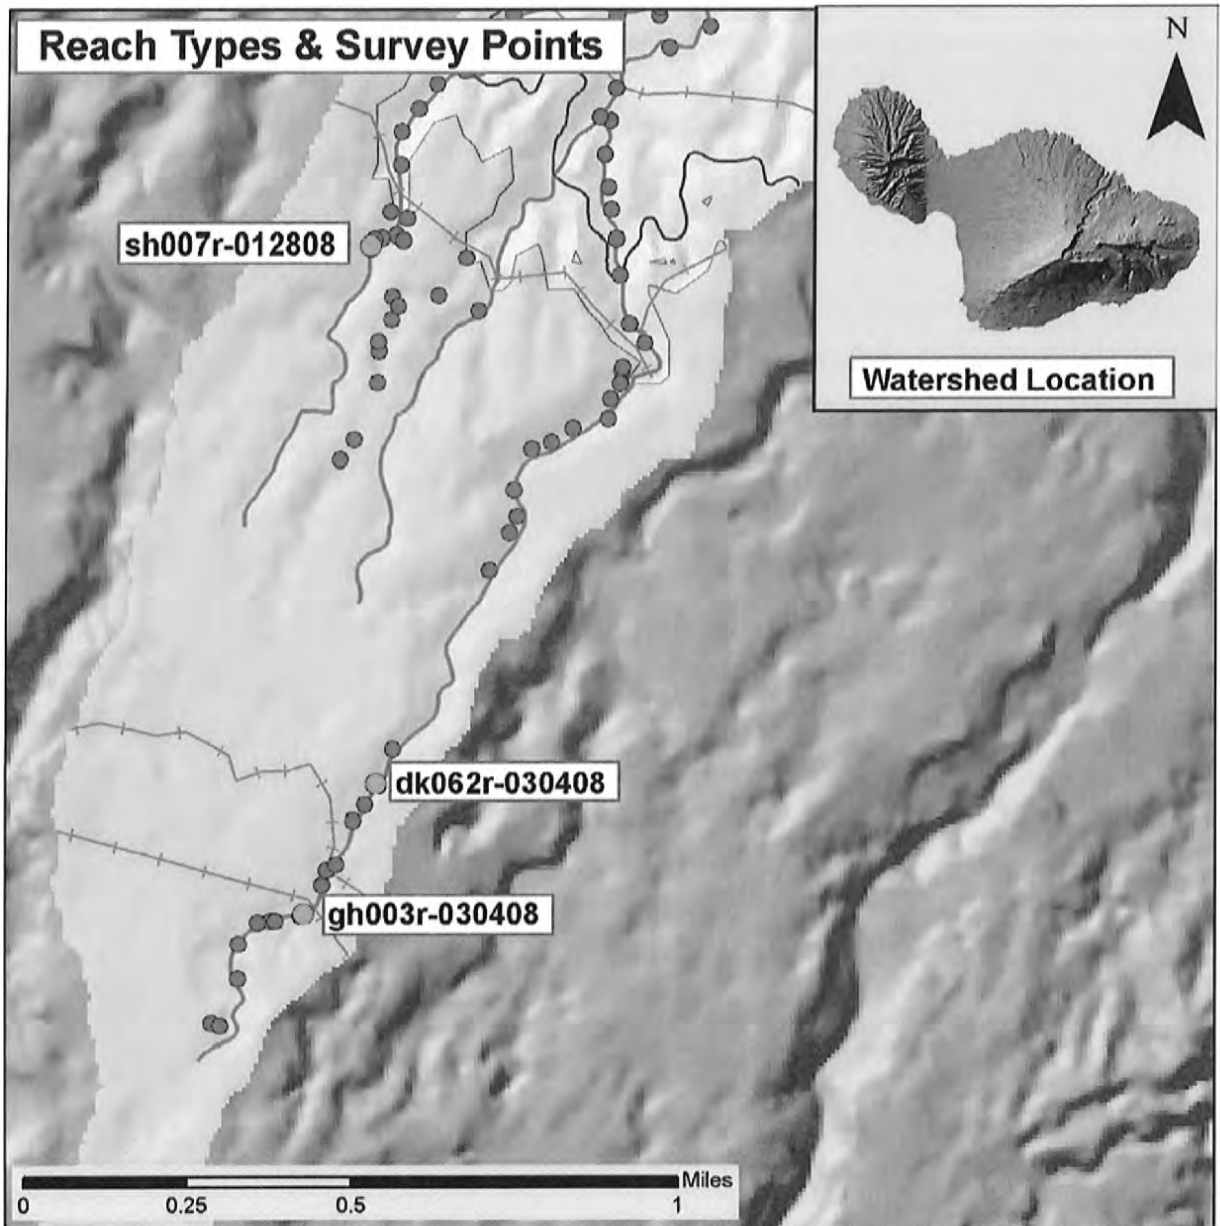 Reach Types & Survey Points
N
Watershed Location
sh007r-012808
dk062r-030408
gh003r-030408
Miles
0 0.25 0.5 1